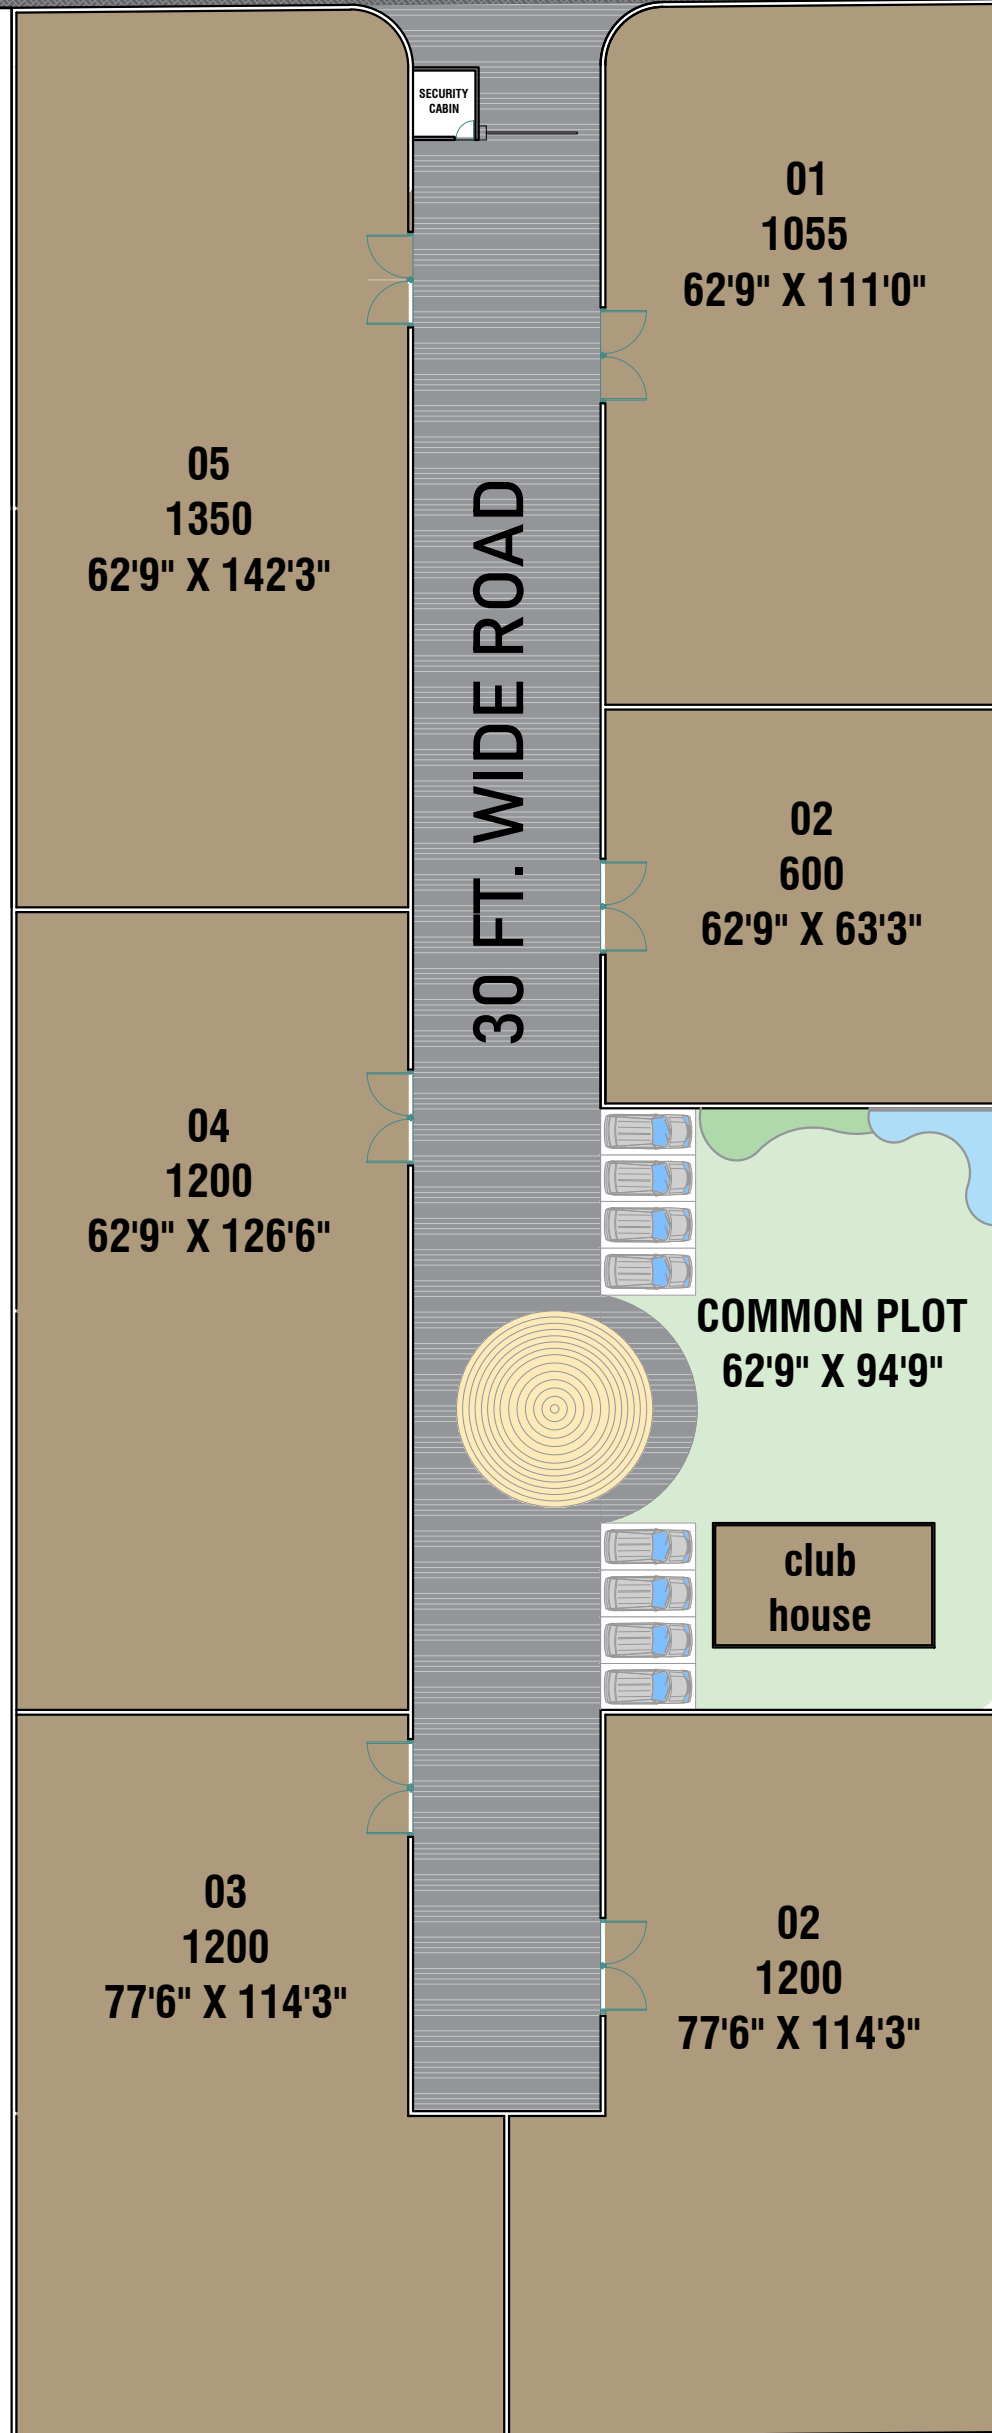 SECURITY
CABIN
01
1055
62'9" X 111'0"
05
1350
62'9" X 142'3"
30 FT. WIDE ROAD
02
600
62'9" X 63'3"
04
1200
62'9" X 126'6"
COMMON PLOT
62'9" X 94'9"
club
house
03
1200
77'6" X 114'3"
02
1200
77'6" X 114'3"